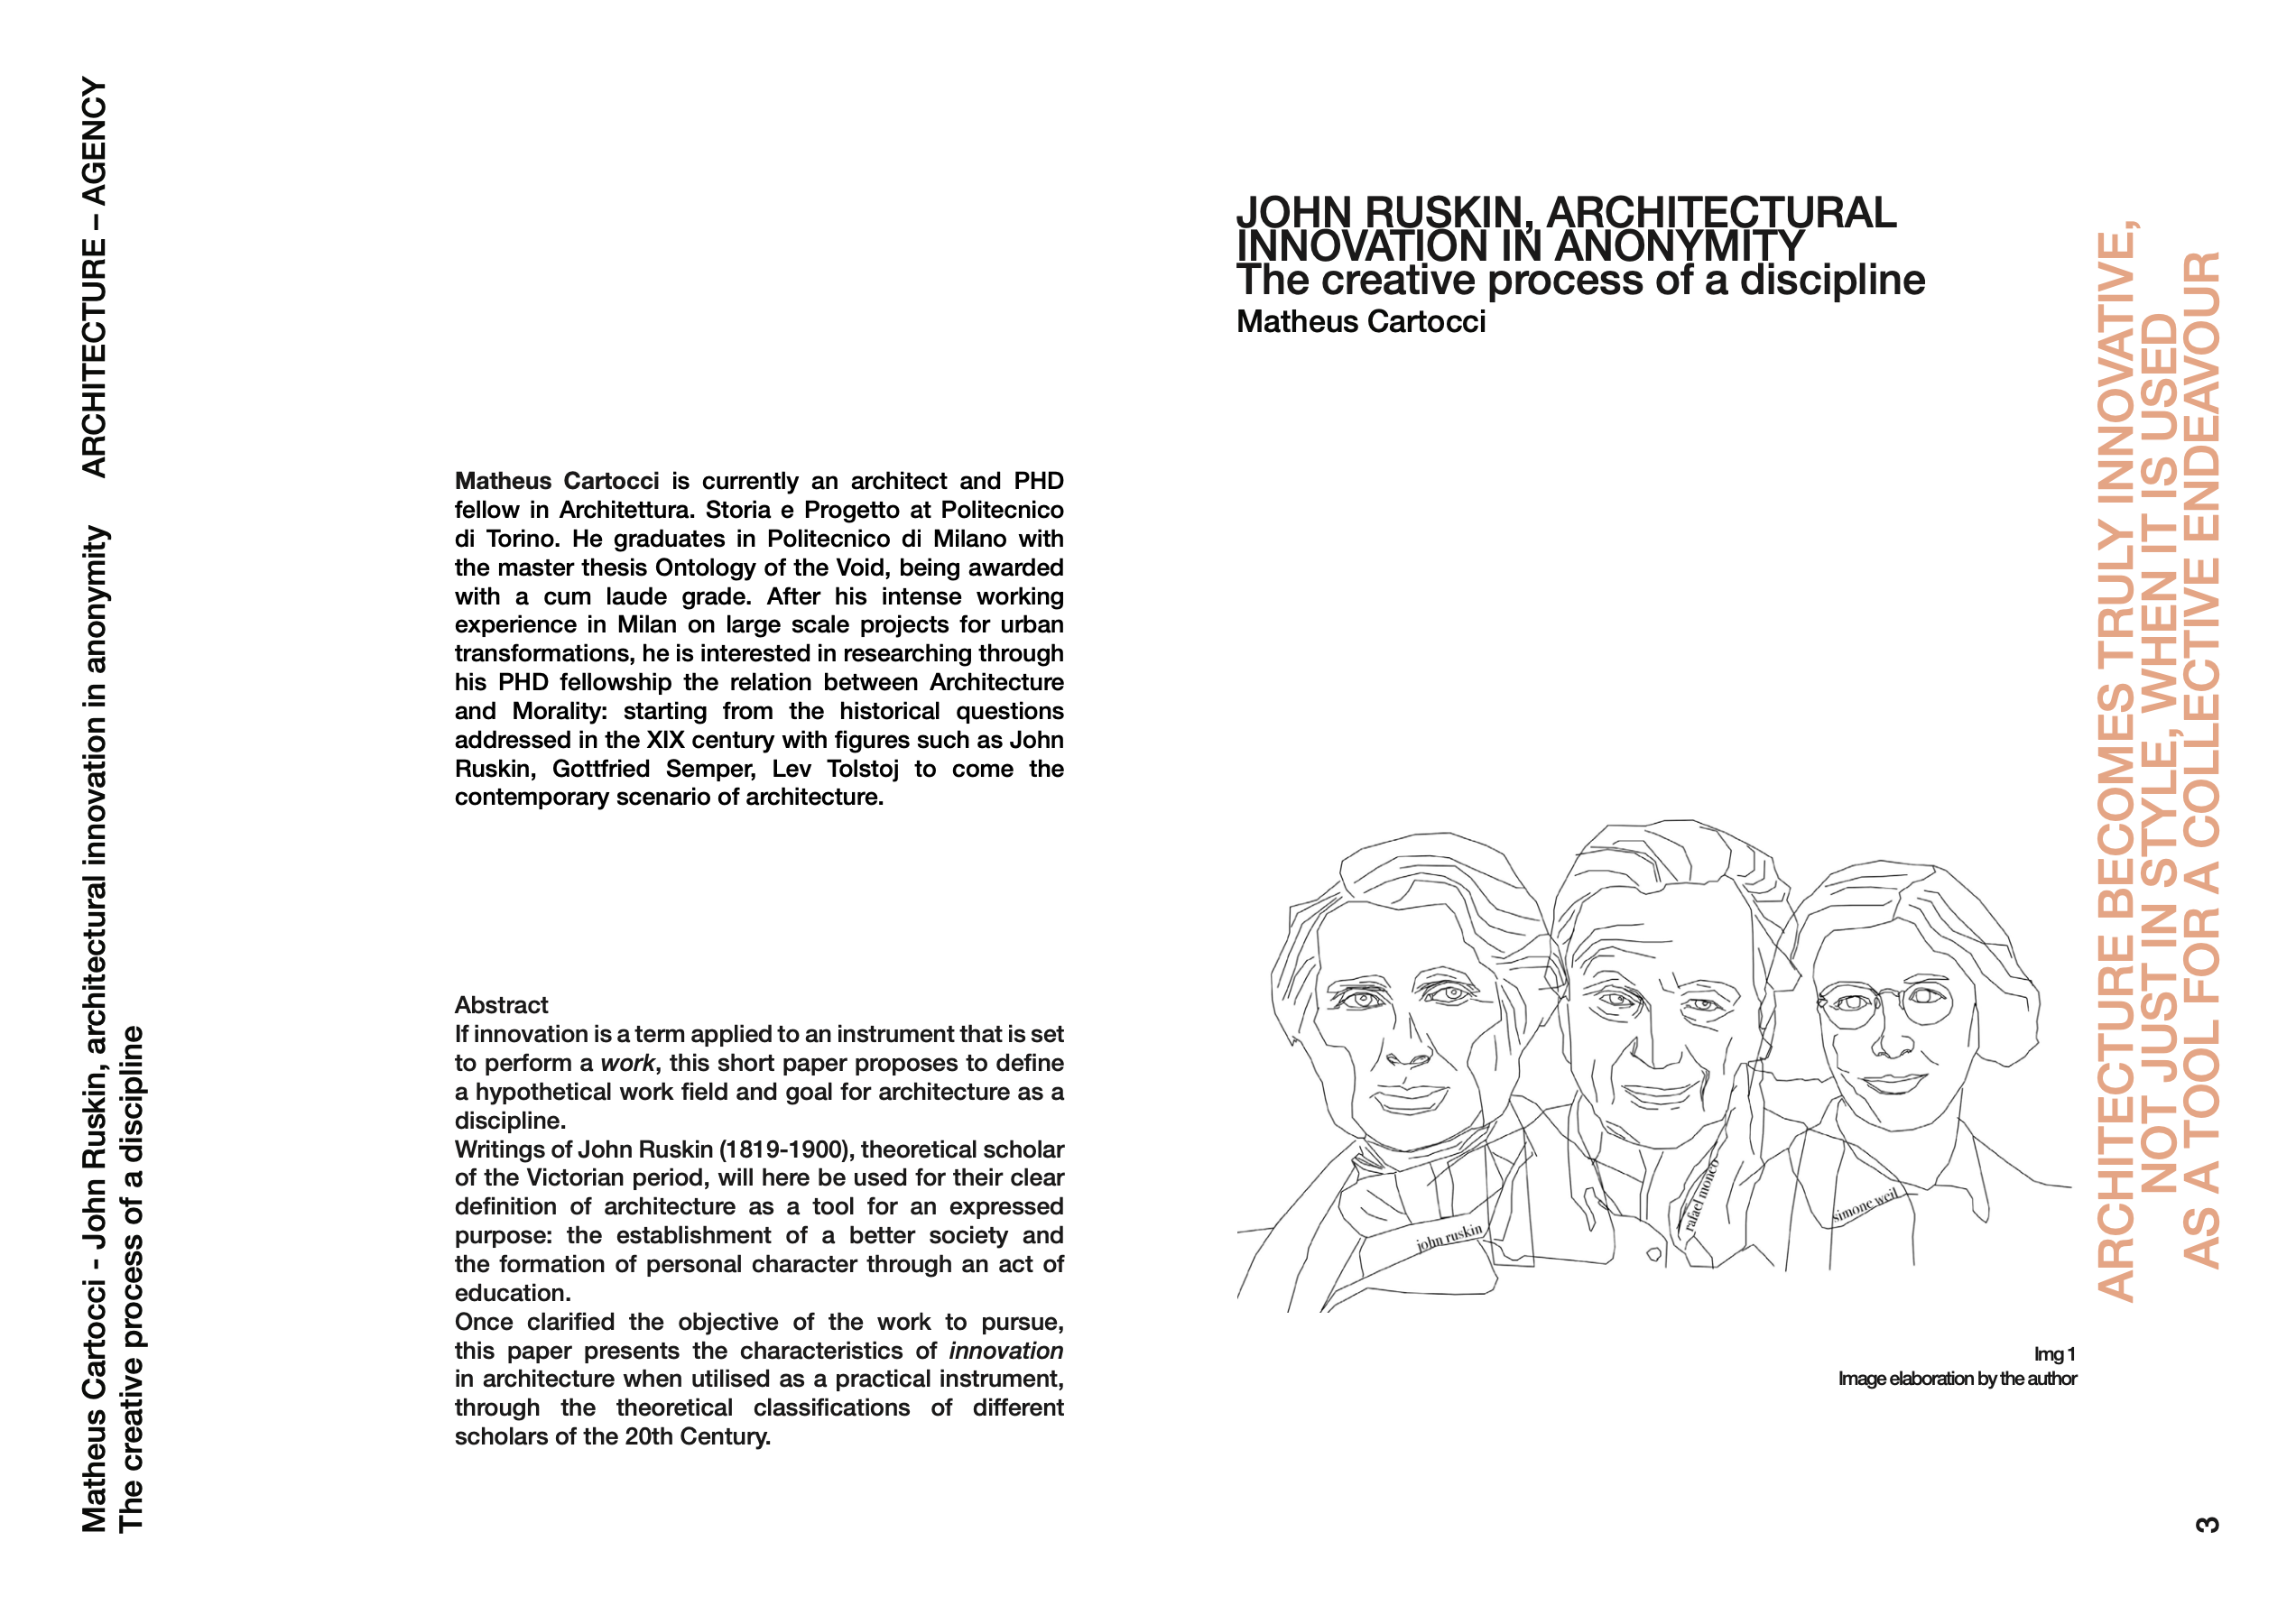 Matheus Cartocci - John Ruskin, architectural innovation in anonymity ARCHITECTURE – AGENCY
The creative process of a discipline
Matheus Cartocci is currently an architect and PHD
fellow in Architettura. Storia e Progetto at Politecnico
di Torino. He graduates in Politecnico di Milano with
the master thesis Ontology of the Void, being awarded
with a cum laude grade. After his intense working
experience in Milan on large scale projects for urban
transformations, he is interested in researching through
his PHD fellowship the relation between Architecture
and Morality: starting from the historical questions
addressed in the XIX century with figures such as John
Ruskin, Gottfried Semper, Lev Tolstoj to come the
contemporary scenario of architecture.
Abstract
If innovation is a term applied to an instrument that is set
to perform a work, this short paper proposes to define
a hypothetical work field and goal for architecture as a
discipline.
Writings of John Ruskin (1819-1900), theoretical scholar
of the Victorian period, will here be used for their clear
definition of architecture as a tool for an expressed
purpose: the establishment of a better society and
the formation of personal character through an act of
education.
Once clarified the objective of the work to pursue,
this paper presents the characteristics of innovation
in architecture when utilised as a practical instrument,
through the theoretical classifications of different
scholars of the 20th Century.
JOHN RUSKIN, ARCHITECTURAL
INNOVATION IN ANONYMITY
The creative process of a discipline
Matheus Cartocci
john ruskin
rafael moneo
simone weil
Img 1
Image elaboration by the author
ARCHITECTURE BECOMES TRULY INNOVATIVE,
NOT JUST IN STYLE, WHEN IT IS USED
AS A TOOL FOR A COLLECTIVE ENDEAVOUR
3